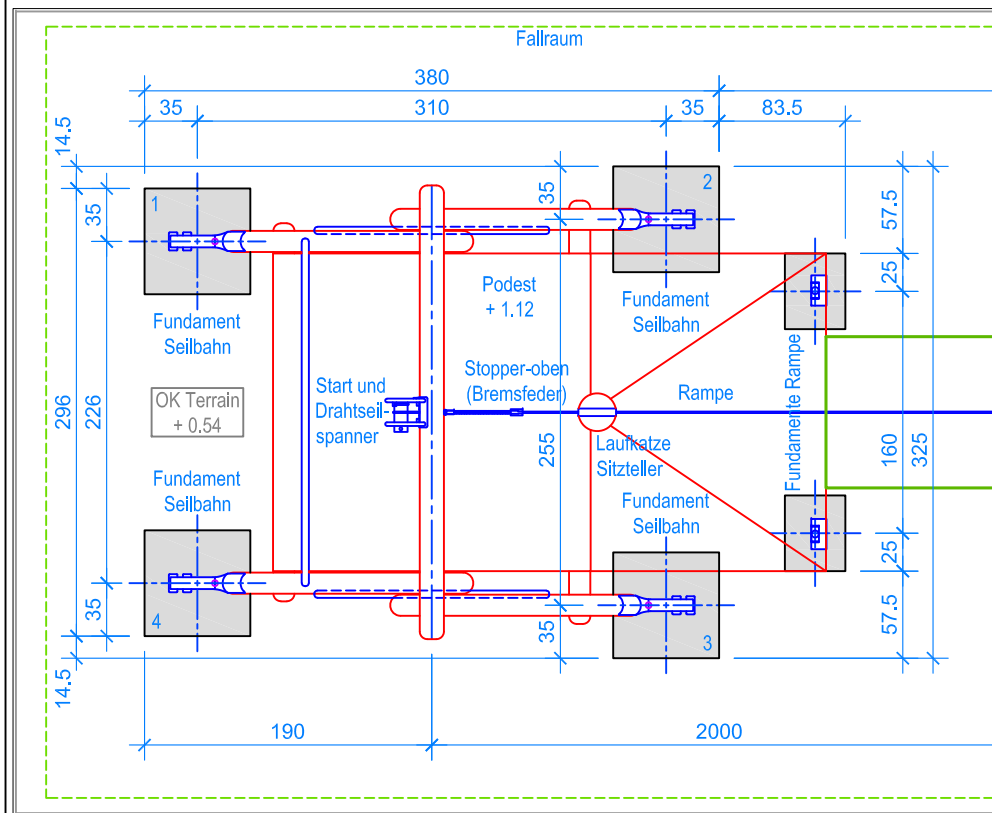 Fallraum
380
35
310
35
83.5
14.5
1
2
35
35
57.5
25
Podest
+ 1.12
Fundament
Seilbahn
Fundament
Seilbahn
Stopper-oben
(Bremsfeder)
Rampe
Start und
Drahtseil-
spanner
OK Terrain
+ 0.54
296
226
255
160
325
Laufkatze
Sitzteller
Fundamente Rampe
Fundament
Seilbahn
Fundament
Seilbahn
25
57.5
35
35
4
3
14.5
190
2000